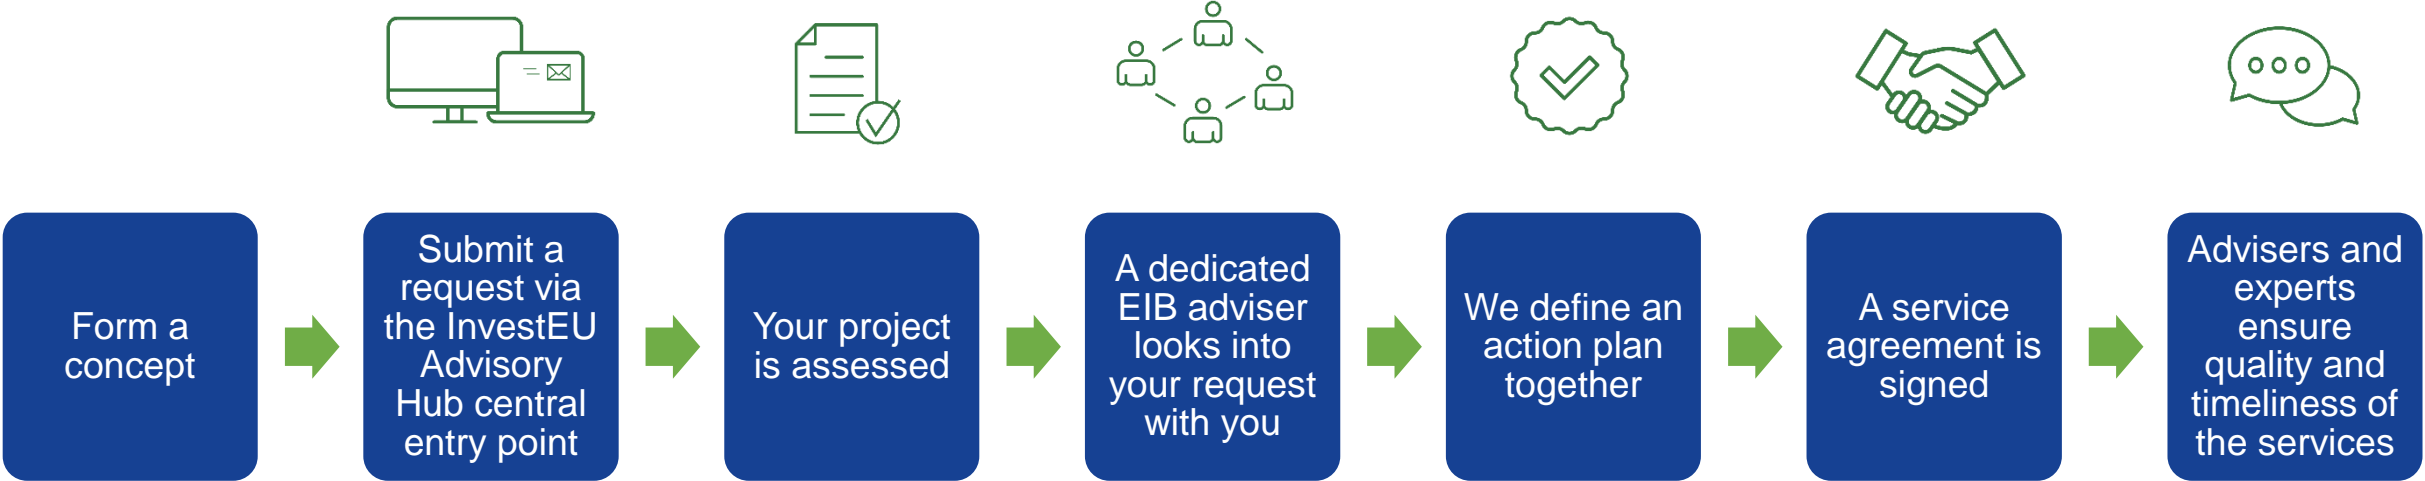 Form a
concept
Submit a
request via
the InvestEU
Advisory
Hub central
entry point
Your project
is assessed
A dedicated
EIB adviser
looks into
your request
with you
We define an
action plan
together
A service
agreement is
signed
Advisers and
experts
ensure
quality and
timeliness of
the services